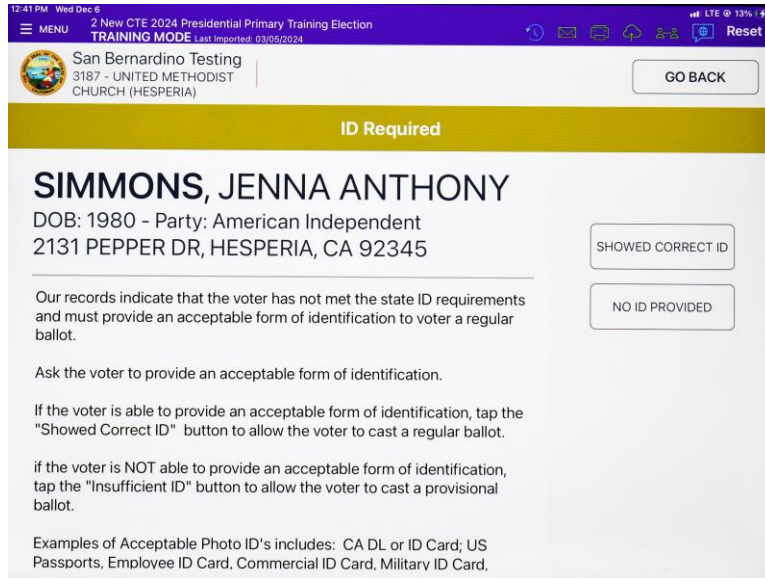 12:41 PM Wed Dec 6
LTE 13%
MENU
2 New CTE 2024 Presidential Primary Training Election
TRAINING MODE Last Imported: 03/05/2024
Reset
San Bernardino Testing
3187 - UNITED METHODIST
CHURCH (HESPERIA)
GO BACK
ID Required
SIMMONS, JENNA ANTHONY
DOB: 1980 - Party: American Independent
2131 PEPPER DR, HESPERIA, CA 92345
SHOWED CORRECT ID
NO ID PROVIDED
Our records indicate that the voter has not met the state ID requirements
and must provide an acceptable form of identification to voter a regular
ballot.
Ask the voter to provide an acceptable form of identification.
If the voter is able to provide an acceptable form of identification, tap the
"Showed Correct ID" button to allow the voter to cast a regular ballot.
if the voter is NOT able to provide an acceptable form of identification,
tap the "Insufficient ID" button to allow the voter to cast a provisional
ballot.
Examples of Acceptable Photo ID's includes: CA DL or ID Card; US
Passports, Employee ID Card, Commercial ID Card, Military ID Card,